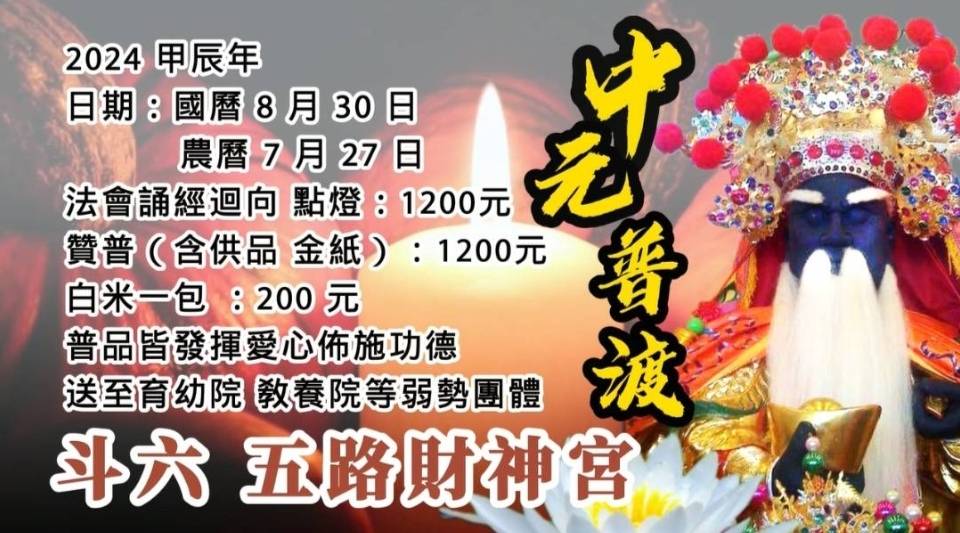 2024 甲辰年
日期：國曆 8 月 30 日
農曆 7 月 27 日
法會誦經迴向 點燈：1200元
贊普（含供品 金紙）：1200元
白米一包 ：200 元
普品皆發揮愛心佈施功德
送至育幼院 教養院等弱勢團體
斗六 五路財神宮
中元普渡